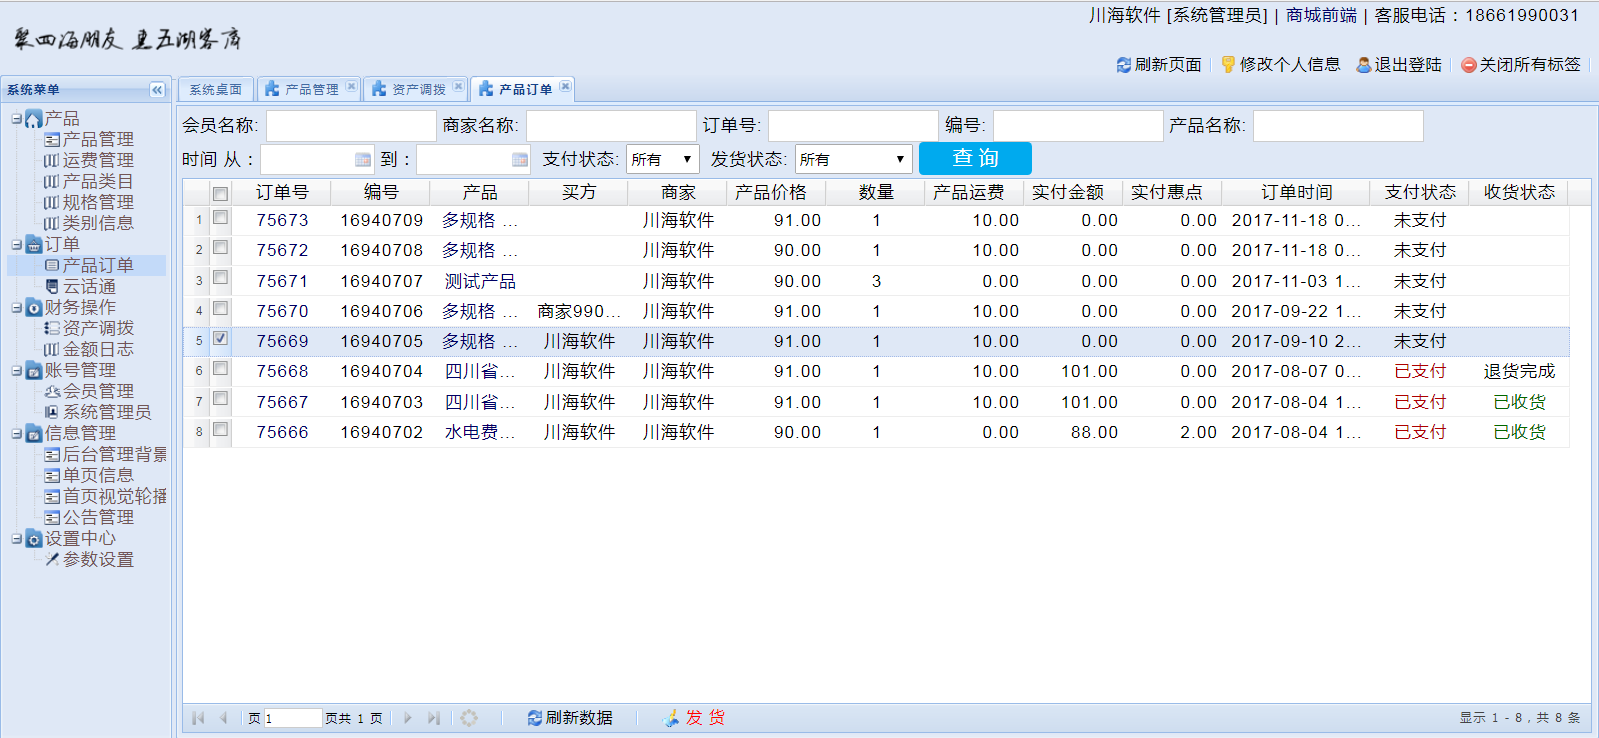 川海软件 [系统管理员] | 商城前端 | 客服电话：18661990031
聚四海朋友 惠五湖客商
刷新页面 修改个人信息 退出登陆 关闭所有标签
系统菜单
产品
产品管理
运费管理
产品类目
规格管理
类别信息
订单
产品订单
云话通
财务操作
资产调拨
金额日志
账号管理
会员管理
系统管理员
信息管理
后台管理背景
单页信息
首页视觉轮播
公告管理
设置中心
参数设置
系统桌面 产品管理 资产调拨 产品订单
会员名称: 商家名称: 订单号: 编号: 产品名称:
时间 从： 到： 支付状态: 所有 发货状态: 所有 查 询
订单号 编号 产品 买方 商家 产品价格 数量 产品运费 实付金额 实付惠点 订单时间 支付状态 收货状态
1 75673 16940709 多规格 ... 川海软件 91.00 1 10.00 0.00 0.00 2017-11-18 0... 未支付
2 75672 16940708 多规格 ... 川海软件 90.00 1 10.00 0.00 0.00 2017-11-18 0... 未支付
3 75671 16940707 测试产品 川海软件 90.00 3 0.00 0.00 0.00 2017-11-03 1... 未支付
4 75670 16940706 多规格 ... 商家990... 川海软件 91.00 1 10.00 0.00 0.00 2017-09-22 1... 未支付
5 75669 16940705 多规格 ... 川海软件 川海软件 91.00 1 10.00 0.00 0.00 2017-09-10 2... 未支付
6 75668 16940704 四川省... 川海软件 川海软件 91.00 1 10.00 101.00 0.00 2017-08-07 0... 已支付 退货完成
7 75667 16940703 四川省... 川海软件 川海软件 91.00 1 10.00 101.00 0.00 2017-08-04 1... 已支付 已收货
8 75666 16940702 水电费... 川海软件 川海软件 90.00 1 0.00 88.00 2.00 2017-08-04 1... 已支付 已收货
页 1 页共 1 页 刷新数据 发 货 显示 1 - 8，共 8 条